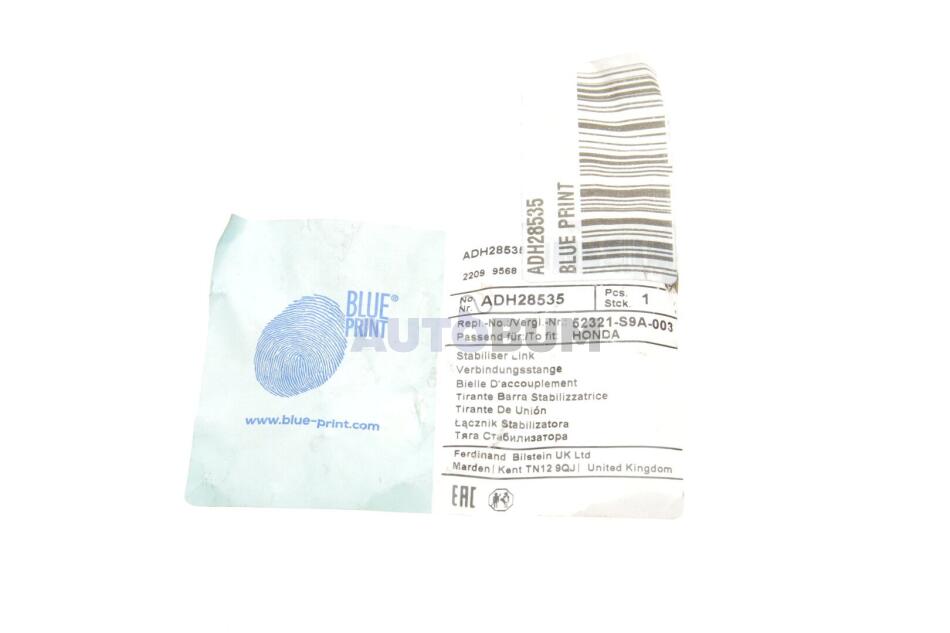 BLUE® PRINT
www.blue-print.com
ADH28535
BLUE PRINT
ADH28535
2209 9568
No. Nr. ADH28535
Pcs. Stck. 1
Repl.-No./Vergl.-Nr. 52321-S9A-003
Passend für:/To fit: HONDA
Stabiliser Link
Verbindungsstange
Bielle D'accouplement
Tirante Barra Stabilizzatrice
Tirante De Unión
Łącznik Stabilizatora
Тяга Стабилизатора
Ferdinand Bilstein UK Ltd
Marden| Kent TN12 9QJ| United Kingdom
EAC
AUTOBUM